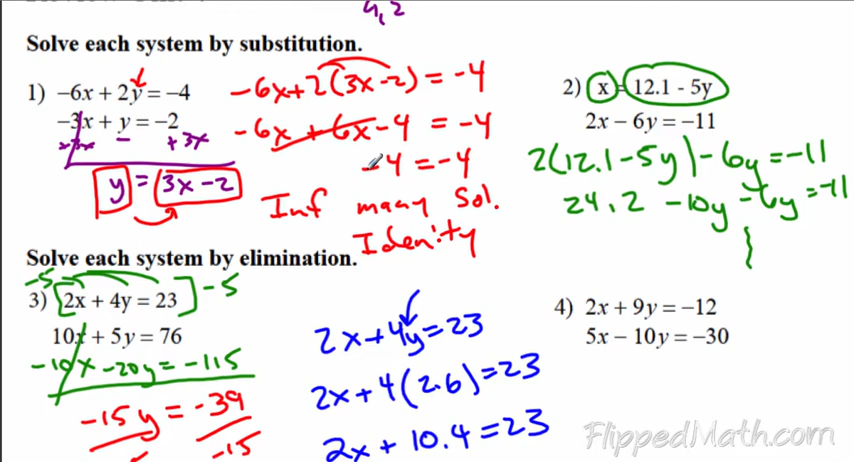 4, 2
Solve each system by substitution.
1) -6x + 2y = -4
-3x + y = -2
+3x +3x
y = 3x - 2
-6x + 2(3x - 2) = -4
-6x + 6x - 4 = -4
-4 = -4
Inf many Sol.
Idenity
2) x = 12.1 - 5y
2x - 6y = -11
2(12.1 - 5y) - 6y = -11
24.2 - 10y - 6y = -11
Solve each system by elimination.
-5 [ ] -5
3) 2x + 4y = 23
10x + 5y = 76
-10x - 20y = -115
-15y = -39
-15
2x + 4y = 23
2x + 4(2.6) = 23
2x + 10.4 = 23
4) 2x + 9y = -12
5x - 10y = -30
FlippedMath.com